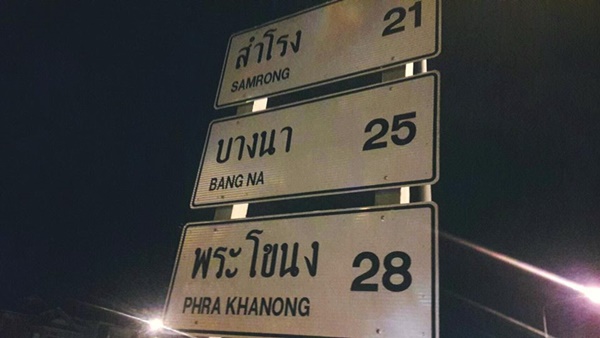 สำโรง 21
SAMRONG
บางนา 25
BANG NA
พระโขนง 28
PHRA KHANONG